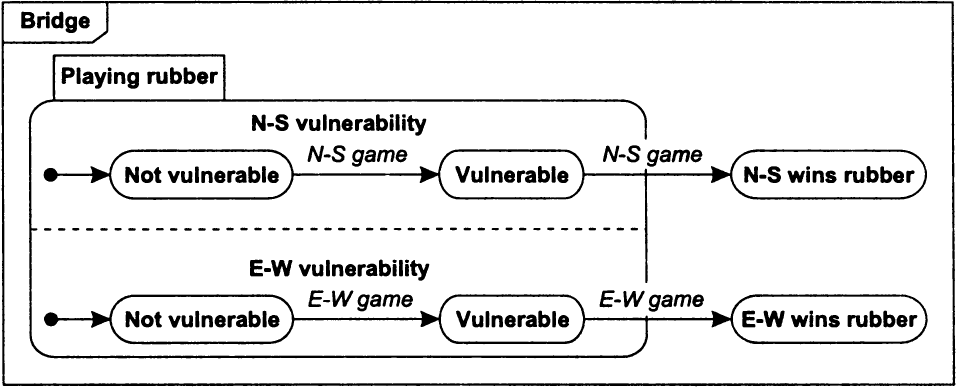 Bridge
Playing rubber
N-S vulnerability
N-S game
N-S game
Not vulnerable
Vulnerable
N-S wins rubber
E-W vulnerability
E-W game
E-W game
Not vulnerable
Vulnerable
E-W wins rubber